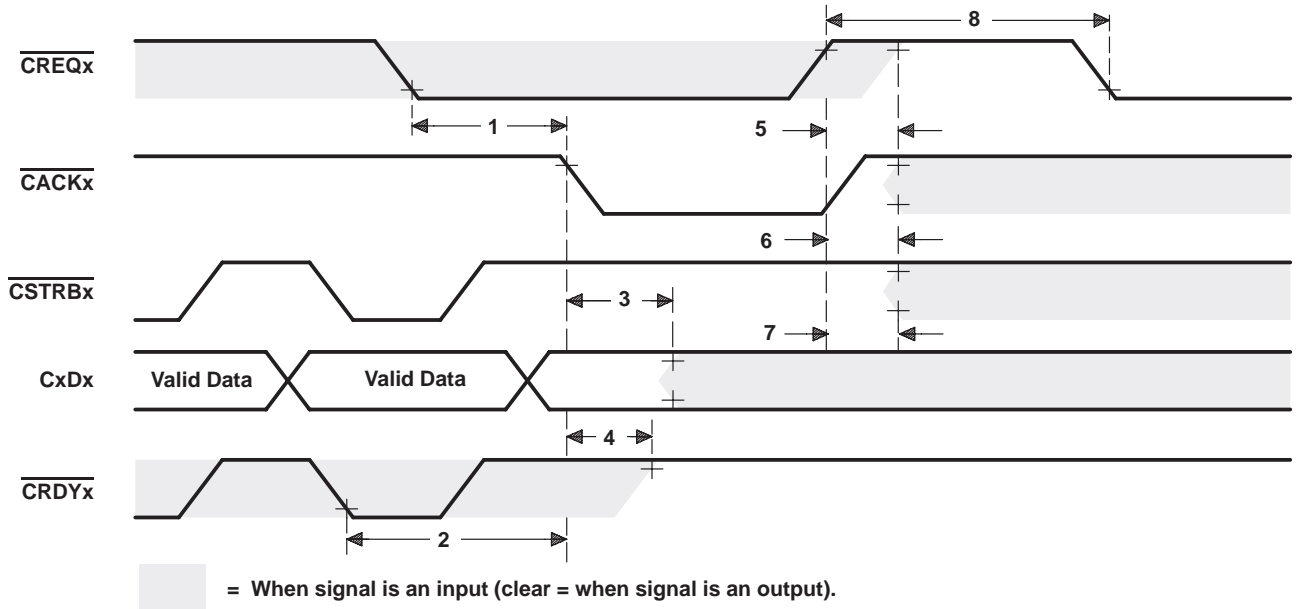 8
CREQx
1
5
CACKx
6
CSTRBx
3
7
CxDx
Valid Data
Valid Data
4
CRDYx
2
= When signal is an input (clear = when signal is an output).